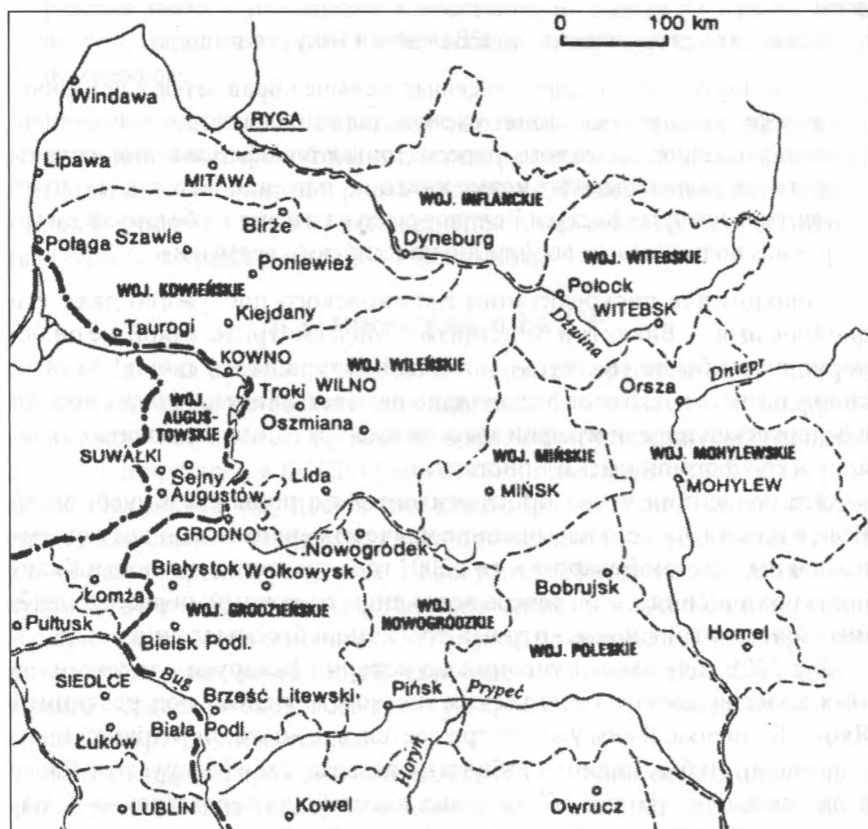 0 100 km
Windawa
RYGA
Lipawa
MITAWA
WOJ. INFLANCKIE
Birże
Dyneburg
Połąga
Szawle
WOJ. WITEBSKIE
Poniewież
WOJ. KOWIEŃSKIE
Połock
Kiejdany
WITEBSK
Taurogi
Dźwina
KOWNO
WOJ. WILEŃSKIE
Dniepr
Orsza
WOJ.
AUGUS-
TOWSKIE
Troki
WILNO
Oszmiana
WOJ. MIŃSKIE
WOJ. MOHYLEWSKIE
SUWAŁKI
Sejny
Lida
MINSK
MOHYLEW
Augustów
GRODNO
Nowogródek
Białystok
Wołkowysk
Bobrujsk
Łomża
WOJ. GRODZIEŃSKIE
WOJ.
NOWOGRÓDZKIE
Pułtusk
Bielsk Podl.
WOJ. POLESKIE
Homel
SIEDLCE
Bug
Brześć Litewski
Pińsk
Prypeć
Biała Podl.
Łuków
Horyń
LUBLIN
Kowel
Owrucz